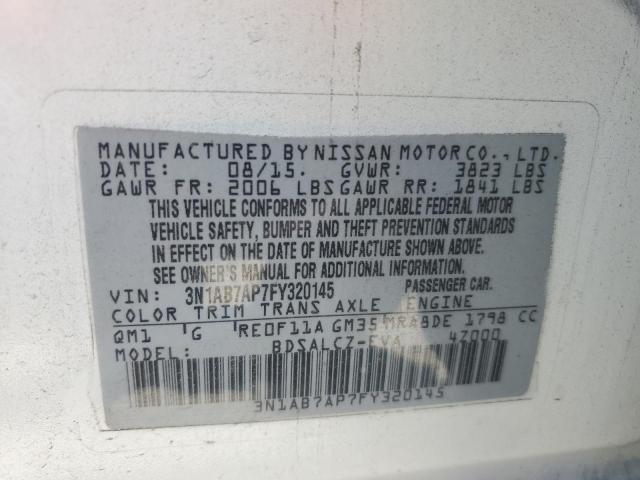 MANUFACTURED BY NISSAN MOTOR CO., LTD.
DATE: 08/15. GVWR: 3823 LBS
GAWR FR: 2006 LBS GAWR RR: 1841 LBS
THIS VEHICLE CONFORMS TO ALL APPLICABLE FEDERAL MOTOR
VEHICLE SAFETY, BUMPER AND THEFT PREVENTION STANDARDS
IN EFFECT ON THE DATE OF MANUFACTURE SHOWN ABOVE.
SEE OWNER'S MANUAL FOR ADDITIONAL INFORMATION.
VIN: 3N1AB7AP7FY320145 PASSENGER CAR.
COLOR TRIM TRANS AXLE ENGINE
QM1 G RE0F11A GM35 MRA8DE 1798 CC
MODEL: BDSALCZ-EVA 47000
3N1AB7AP7FY320145